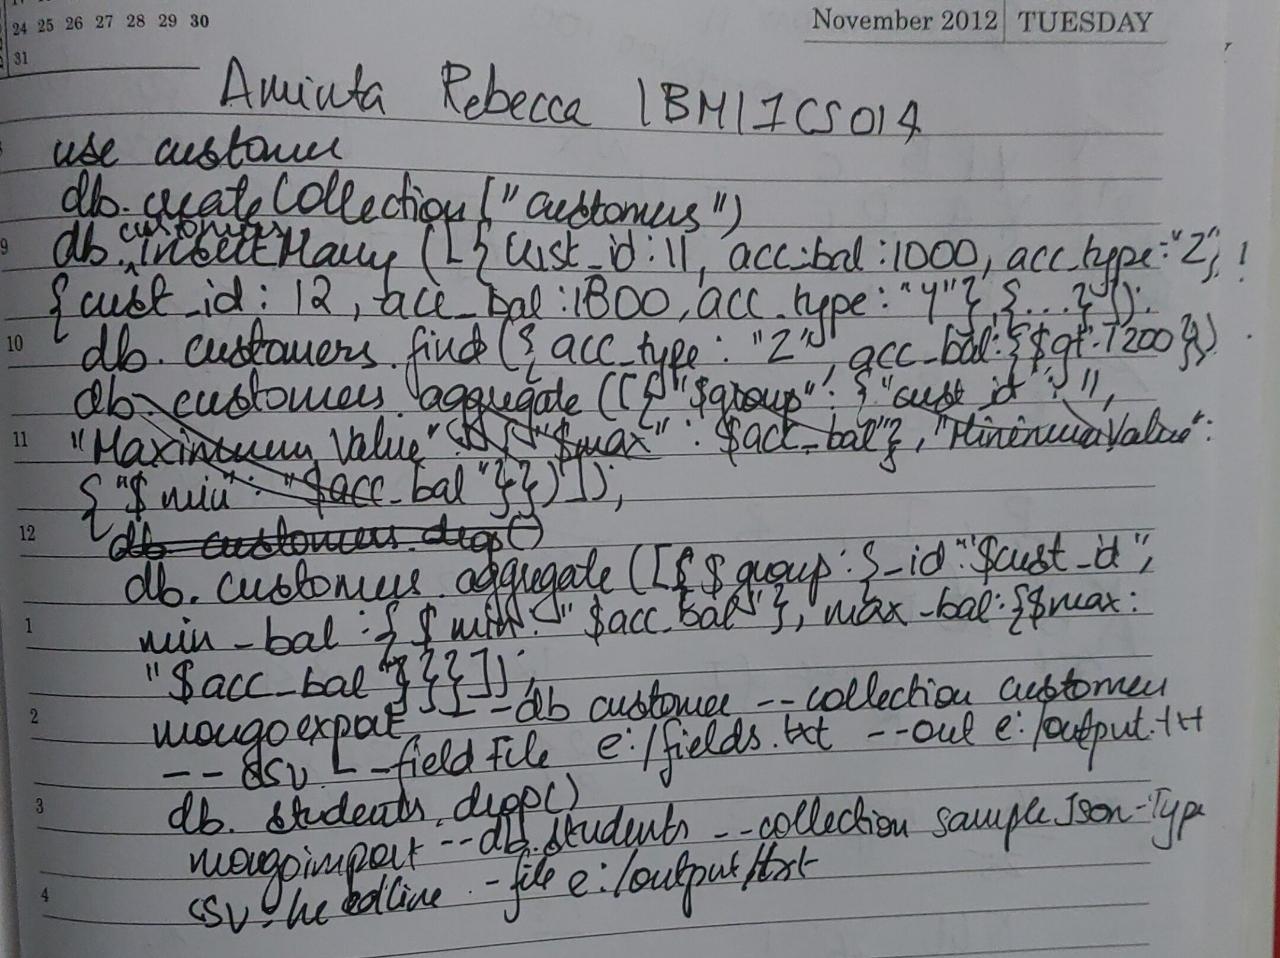 24 25 26 27 28 29 30
31
November 2012 TUESDAY
Aminta Rebecca 1BM17CS014
use customer
db.createCollection("customers")
customers
9 db.insertMany([{cust_id:11, acc_bal:1000, acc_type:"Z"},
{cust_id: 12, acc_bal:1800, acc_type:"Y"},{...}]);
10 db.customers.find({acc_type:"Z", acc_bal:{$gt:1200}})
db.customers.aggregate([{"$group": {"cust_id": 11,
11 "Maximum Value": {"$max": "$acc_bal"}, "Minimum Value":
{"$min": "$acc_bal"}})]);
12 db.customers.drop()
db.customers.aggregate([{$group:{_id:"$cust_id",
1 min_bal:{$min:"$acc_bal"}, max_bal:{$max:
"$acc_bal"}}}]);
2 mongoexport --db customer --collection customer
--csv --fieldFile e:/fields.txt --out e:/output.txt
3 db.students.drop()
mongoimport --db.students --collection sampleJson-Type
4 csv-headline --file e:/output/txt